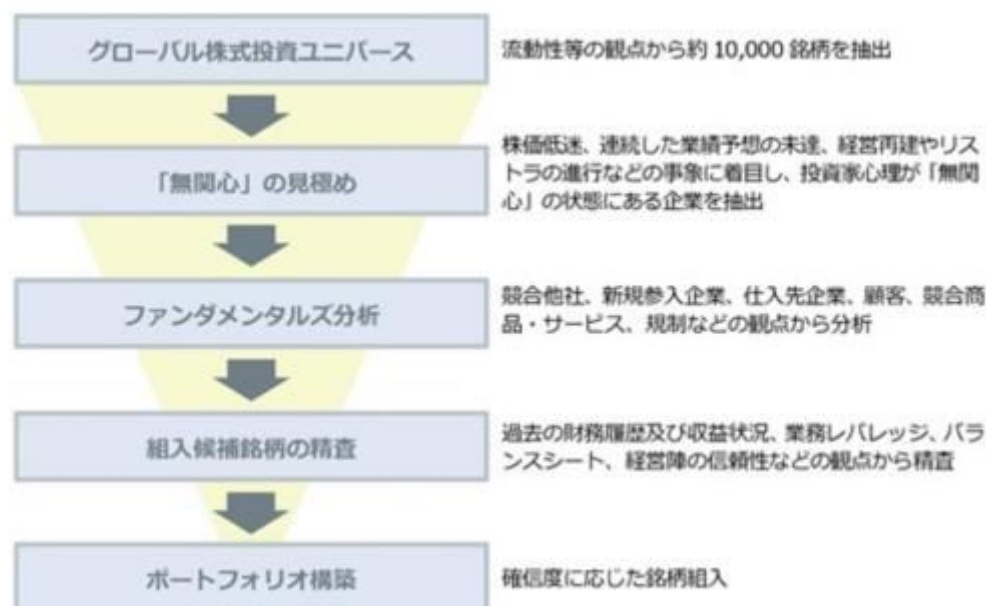 グローバル株式投資ユニバース
流動性等の観点から約 10,000 銘柄を抽出
「無関心」の見極め
株価低迷、連続した業績予想の未達、経営再建やリス
トラの進行などの事象に着目し、投資家心理が「無関
心」の状態にある企業を抽出
ファンダメンタルズ分析
競合他社、新規参入企業、仕入先企業、顧客、競合商
品・サービス、規制などの観点から分析
組入候補銘柄の精査
過去の財務履歴及び収益状況、業務レバレッジ、バラ
ンスシート、経営陣の信頼性などの観点から精査
ポートフォリオ構築
確信度に応じた銘柄組入